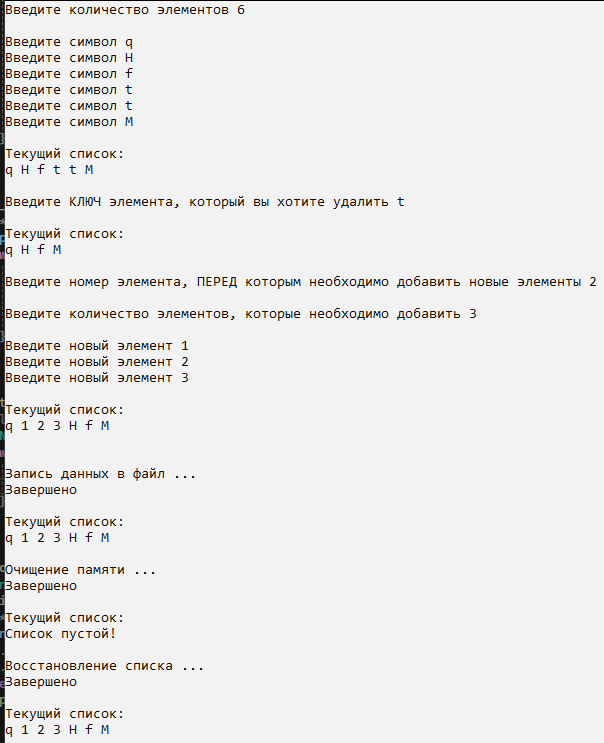 Введите количество элементов 6
Введите символ q
Введите символ H
Введите символ f
Введите символ t
Введите символ t
Введите символ M
Текущий список:
q H f t t M
Введите КЛЮЧ элемента, который вы хотите удалить t
Текущий список:
q H f M
Введите номер элемента, ПЕРЕД которым необходимо добавить новые элементы 2
Введите количество элементов, которые необходимо добавить 3
Введите новый элемент 1
Введите новый элемент 2
Введите новый элемент 3
Текущий список:
q 1 2 3 H f M
Запись данных в файл ...
Завершено
Текущий список:
q 1 2 3 H f M
Очищение памяти ...
Завершено
Текущий список:
Список пустой!
Восстановление списка ...
Завершено
Текущий список:
q 1 2 3 H f M